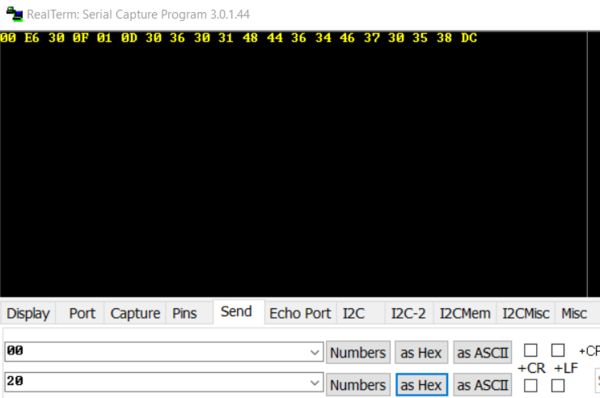 RealTerm: Serial Capture Program 3.0.1.44
00 E6 30 0F 01 0D 30 36 30 31 48 44 36 34 46 37 30 35 38 DC
Display Port Capture Pins Send Echo Port I2C I2C-2 I2CMem I2CMisc Misc
00 Numbers as Hex as ASCII
+CR +LF
20 Numbers as Hex as ASCII